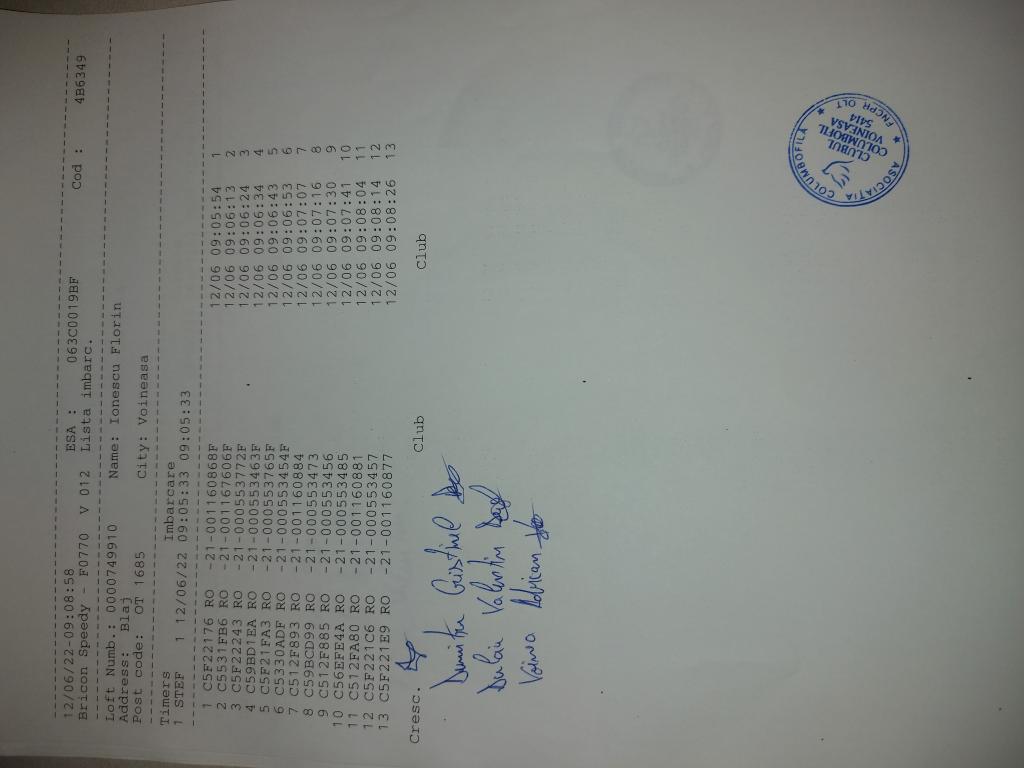 12/06/22-09:08:58 ESA : 063C0019BF
Bricon Speedy - F0770 V 012 Lista imbarc. Cod : 4B6349
Loft Numb.: 0000749910 Name: Ionescu Florin
Address: Blaj
Post code: OT 1685 City: Voineasa
Timers Imbarcare
1 STEF 1 12/06/22 09:05:33 09:05:33
1 C5F22176 RO -21-001160868F 12/06 09:05:54 1
2 C5531FB6 RO -21-001167606F 12/06 09:06:13 2
3 C5F22243 RO -21-000553772F 12/06 09:06:24 3
4 C59BD1EA RO -21-000553463F 12/06 09:06:34 4
5 C5F21FA3 RO -21-000553765F 12/06 09:06:43 5
6 C5330ADF RO -21-000553454F 12/06 09:06:53 6
7 C512F893 RO -21-001160884 12/06 09:07:07 7
8 C59BCD99 RO -21-000553473 12/06 09:07:16 8
9 C512F885 RO -21-000553456 12/06 09:07:30 9
10 C56EFE4A RO -21-000553485 12/06 09:07:41 10
11 C512FA80 RO -21-001160881 12/06 09:08:04 11
12 C5F221C6 RO -21-000553457 12/06 09:08:14 12
13 C5F221E9 RO -21-001160877 12/06 09:08:26 13
Cresc. Club Club
Dumitru Cristinel
Valentin
Voinea Adrian
ASOCIATIA COLUMBOFILA
CLUBUL
COLUMBOFIL
VOINEASA
5414
FNCPR OLT